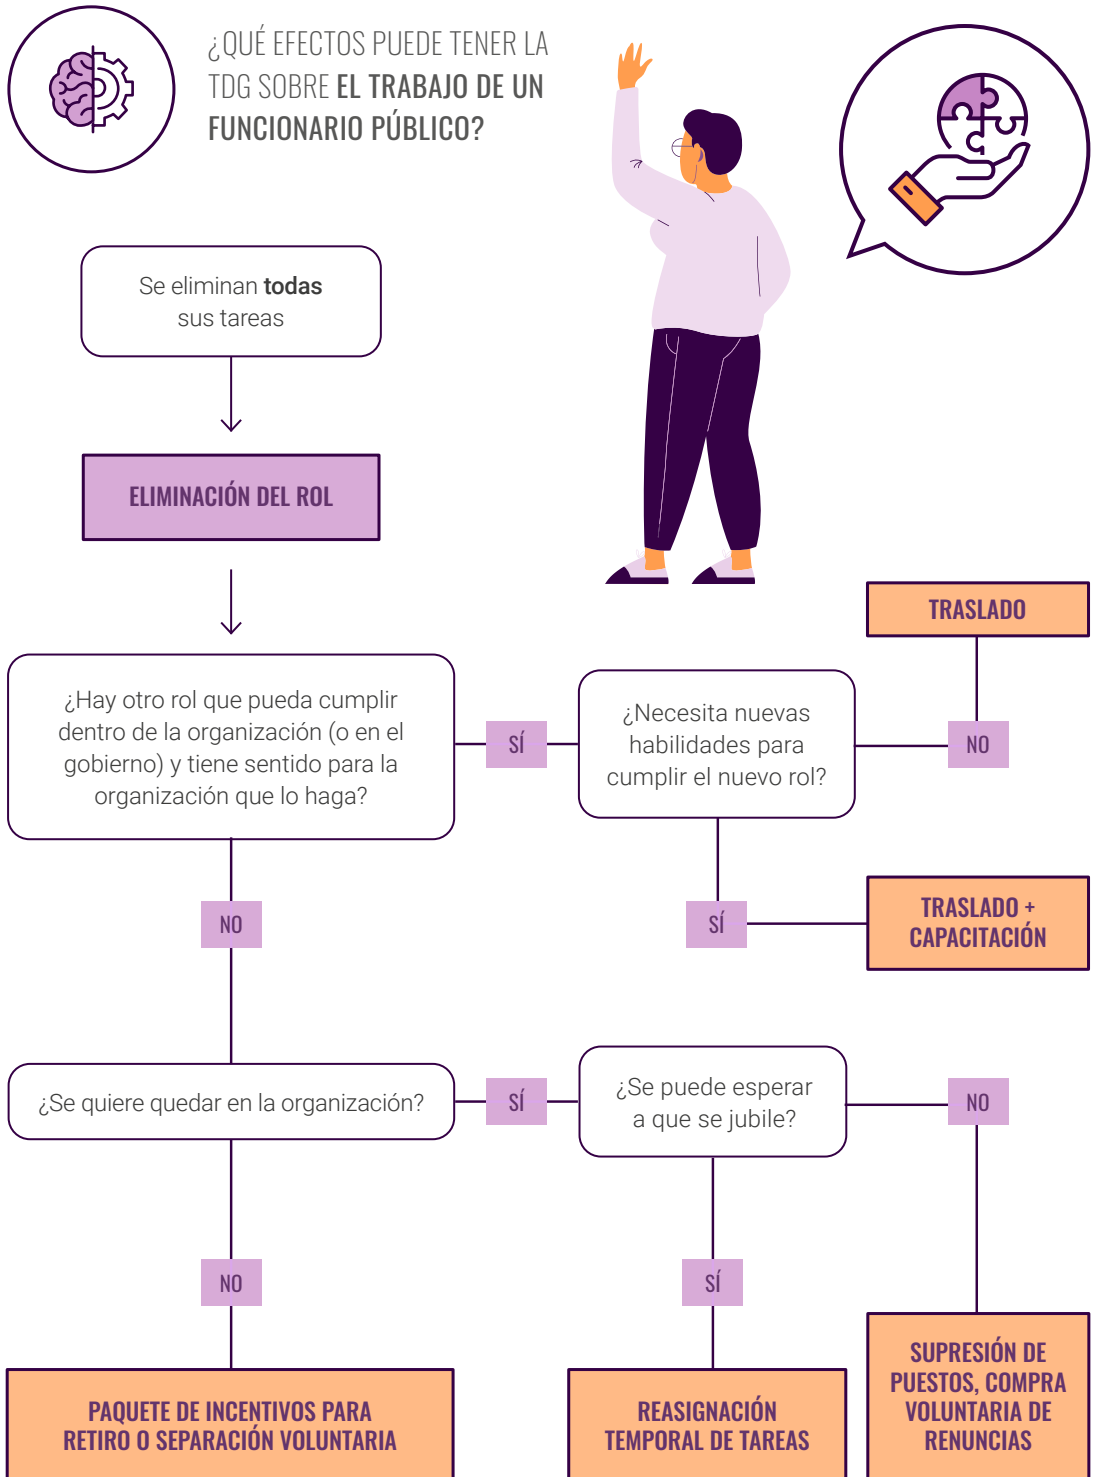 ¿QUÉ EFECTOS PUEDE TENER LA
TDG SOBRE EL TRABAJO DE UN
FUNCIONARIO PÚBLICO?
Se eliminan todas
sus tareas
ELIMINACIÓN DEL ROL
TRASLADO
¿Hay otro rol que pueda cumplir
dentro de la organización (o en el
gobierno) y tiene sentido para la
organización que lo haga?
SÍ
¿Necesita nuevas
habilidades para
cumplir el nuevo rol?
NO
NO
SÍ
TRASLADO +
CAPACITACIÓN
¿Se quiere quedar en la organización?
SÍ
¿Se puede esperar
a que se jubile?
NO
NO
SÍ
PAQUETE DE INCENTIVOS PARA
RETIRO O SEPARACIÓN VOLUNTARIA
REASIGNACIÓN
TEMPORAL DE TAREAS
SUPRESIÓN DE
PUESTOS, COMPRA
VOLUNTARIA DE
RENUNCIAS